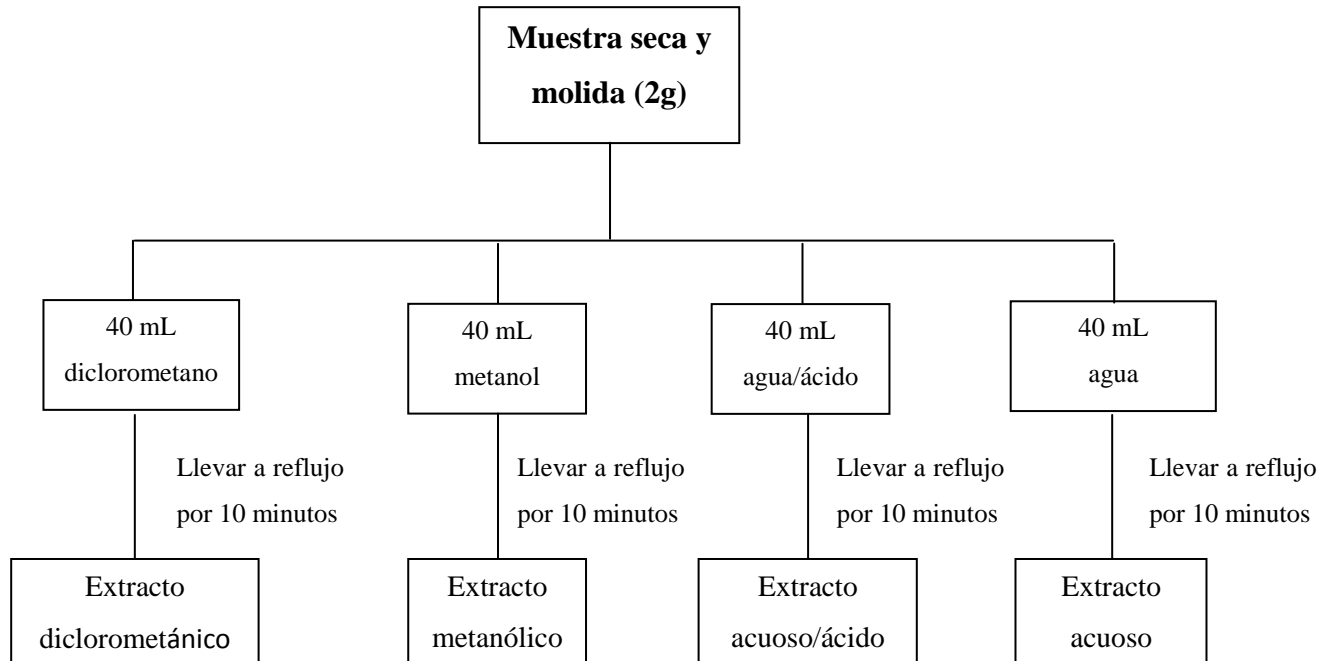 Muestra seca y
molida (2g)
40 mL
diclorometano
40 mL
metanol
40 mL
agua/ácido
40 mL
agua
Llevar a reflujo
por 10 minutos
Llevar a reflujo
por 10 minutos
Llevar a reflujo
por 10 minutos
Llevar a reflujo
por 10 minutos
Extracto
diclorometánico
Extracto
metanólico
Extracto
acuoso/ácido
Extracto
acuoso